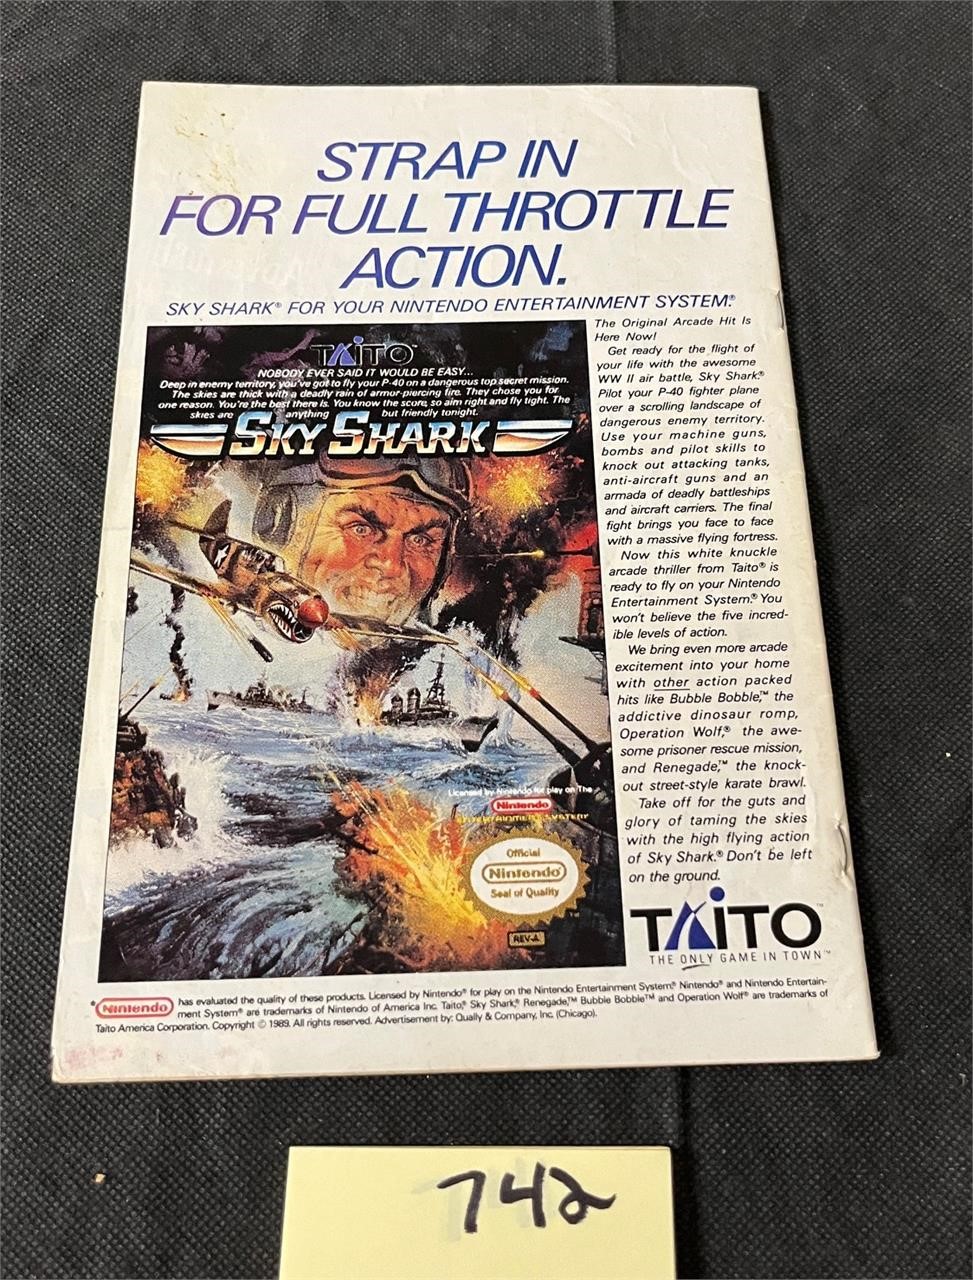 STRAP IN
FOR FULL THROTTLE
ACTION.
SKY SHARK® FOR YOUR NINTENDO ENTERTAINMENT SYSTEM.®
TAITO
NOBODY EVER SAID IT WOULD BE EASY...
Deep in enemy territory, you've got to fly your P-40 on a dangerous top secret mission.
The skies are thick with a deadly rain of armor-piercing fire. They chose you for
one reason. You're the best there is. You know the score, so aim right and fly tight. The
skies are anything but friendly tonight.
SKY SHARK
Licensed by Nintendo for play on The
Nintendo
ENTERTAINMENT SYSTEM
Official
Nintendo
Seal of Quality
REV-A
The Original Arcade Hit Is
Here Now!
Get ready for the flight of
your life with the awesome
WW II air battle, Sky Shark.®
Pilot your P-40 fighter plane
over a scrolling landscape of
dangerous enemy territory.
Use your machine guns,
bombs and pilot skills to
knock out attacking tanks,
anti-aircraft guns and an
armada of deadly battleships
and aircraft carriers. The final
fight brings you face to face
with a massive flying fortress.
Now this white knuckle
arcade thriller from Taito® is
ready to fly on your Nintendo
Entertainment System.® You
won't believe the five incred-
ible levels of action.
We bring even more arcade
excitement into your home
with other action packed
hits like Bubble Bobble,™ the
addictive dinosaur romp,
Operation Wolf,® the awe-
some prisoner rescue mission,
and Renegade,™ the knock-
out street-style karate brawl.
Take off for the guts and
glory of taming the skies
with the high flying action
of Sky Shark.® Don't be left
on the ground.
TAITO™
THE ONLY GAME IN TOWN™
* Nintendo has evaluated the quality of these products. Licensed by Nintendo® for play on the Nintendo Entertainment System.® Nintendo® and Nintendo Entertain-
ment System® are trademarks of Nintendo of America Inc. Taito,® Sky Shark,® Renegade,™ Bubble Bobble™ and Operation Wolf® are trademarks of
Taito America Corporation. Copyright © 1989. All rights reserved. Advertisement by: Qually & Company, Inc. (Chicago).
742